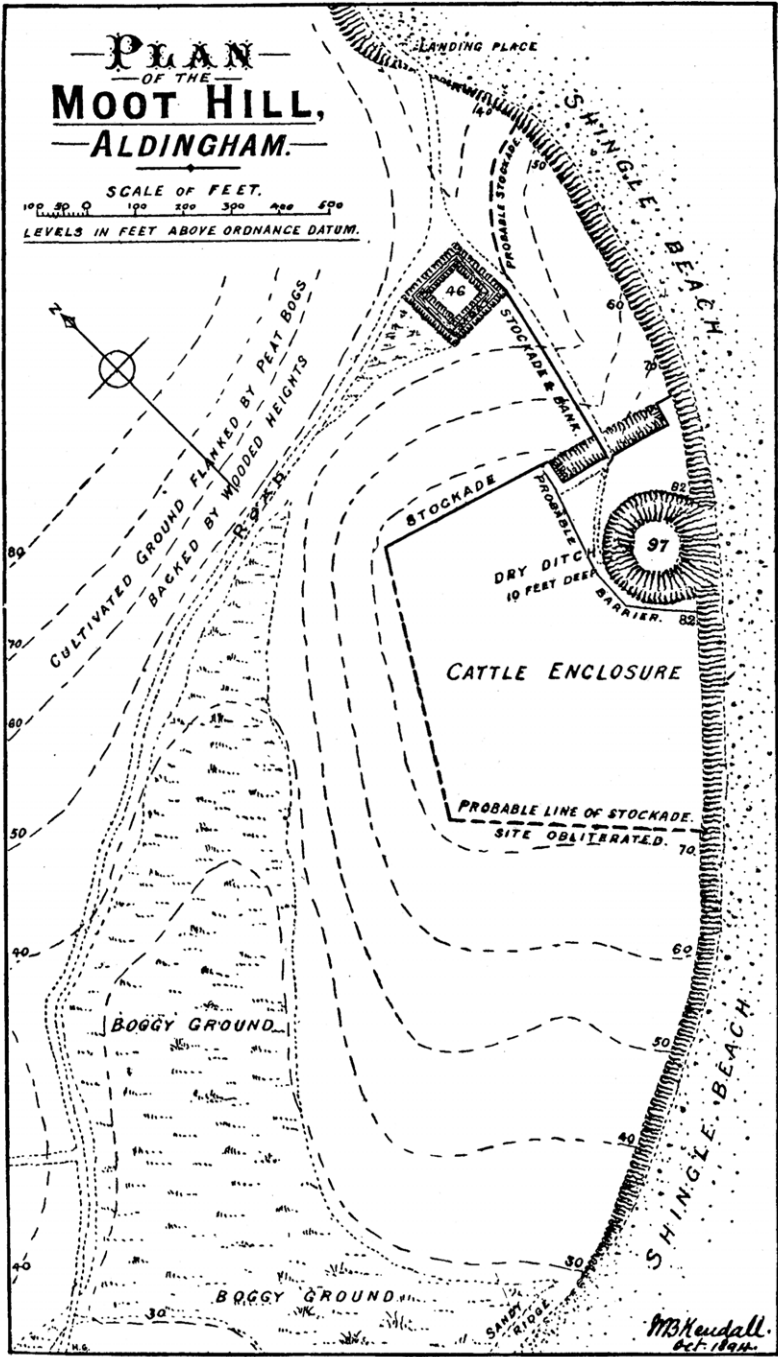 PLAN
OF THE
MOOT HILL,
ALDINGHAM.
SCALE OF FEET.
100 50 0 100 200 300 400 500
LEVELS IN FEET ABOVE ORDNANCE DATUM.
LANDING PLACE
SHINGLE BEACH
40
50
PROBABLE STOCKADE
46
60
70
STOCKADE & BANK
N
CULTIVATED GROUND FLANKED BY PEAT BOGS
BACKED BY WOODED HEIGHTS
ROAD
STOCKADE
PROBABLE
BARRIER.
82
97
DRY DITCH
10 FEET DEEP
82
80
70
60
50
40
40
CATTLE ENCLOSURE
PROBABLE LINE OF STOCKADE.
SITE OBLITERATED.
70
60
50
40
30
BOGGY GROUND
SHINGLE BEACH
BOGGY GROUND
30
SANDY
RIDGE
H.G.
WB Kendall.
Oct. 1894.